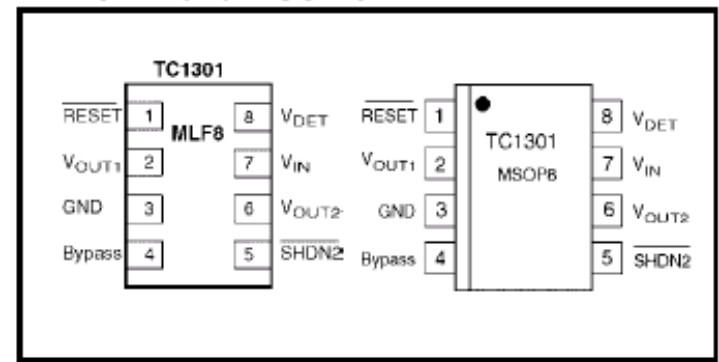 TC1301
MLF8
RESET 1
VOUT1 2
GND 3
Bypass 4
8 VDET
7 VIN
6 VOUT2
5 SHDN2
TC1301
MSOP8
RESET 1
VOUT1 2
GND 3
Bypass 4
8 VDET
7 VIN
6 VOUT2
5 SHDN2